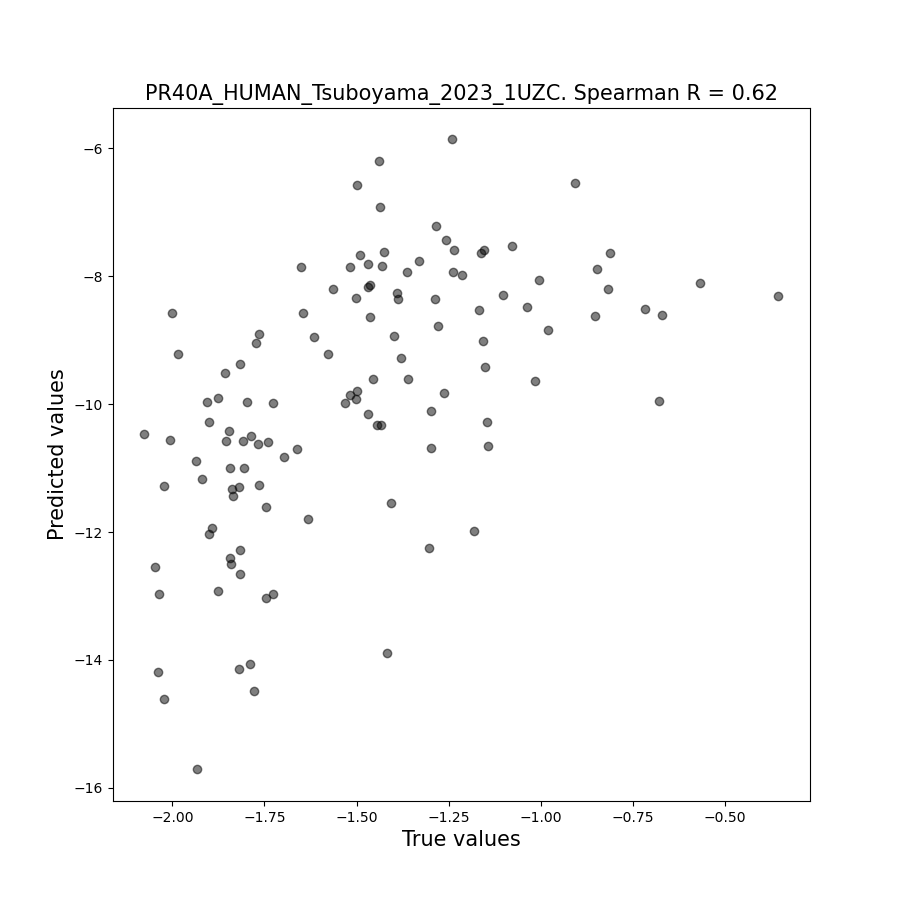 PR40A_HUMAN_Tsuboyama_2023_1UZC. Spearman R = 0.62
−6
−8
−10
−12
−14
−16
Predicted values
−2.00 −1.75 −1.50 −1.25 −1.00 −0.75 −0.50
True values